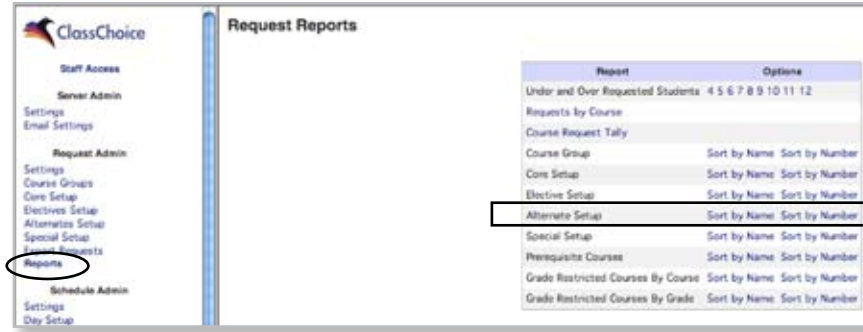 ClassChoice
Staff Access
Server Admin
Settings
Email Settings
Request Admin
Settings
Course Groups
Core Setup
Electives Setup
Alternates Setup
Special Setup
Export Requests
Reports
Schedule Admin
Settings
Day Setup
Request Reports
Report Options
Under and Over Requested Students 4 5 6 7 8 9 10 11 12
Requests by Course
Course Request Tally
Course Group Sort by Name Sort by Number
Core Setup Sort by Name Sort by Number
Elective Setup Sort by Name Sort by Number
Alternate Setup Sort by Name Sort by Number
Special Setup Sort by Name Sort by Number
Prerequisite Courses Sort by Name Sort by Number
Grade Restricted Courses By Course Sort by Name Sort by Number
Grade Restricted Courses By Grade Sort by Name Sort by Number